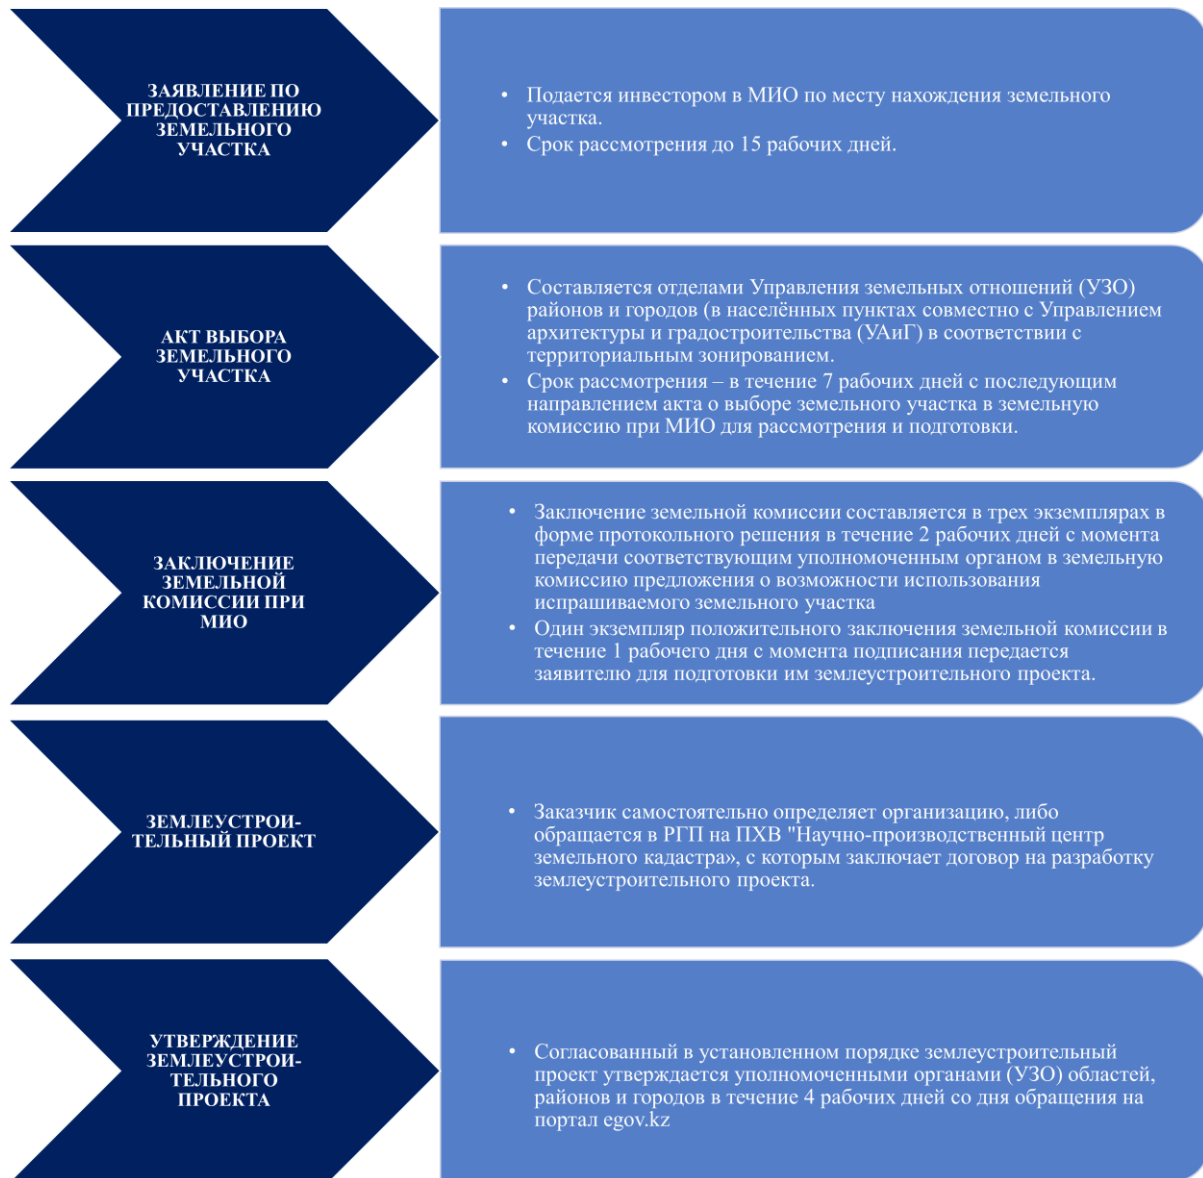 ЗАЯВЛЕНИЕ ПО
ПРЕДОСТАВЛЕНИЮ
ЗЕМЕЛЬНОГО
УЧАСТКА
• Подается инвестором в МИО по месту нахождения земельного
участка.
• Срок рассмотрения до 15 рабочих дней.
АКТ ВЫБОРА
ЗЕМЕЛЬНОГО
УЧАСТКА
• Составляется отделами Управления земельных отношений (УЗО)
районов и городов (в населённых пунктах совместно с Управлением
архитектуры и градостроительства (УАиГ) в соответствии с
территориальным зонированием.
• Срок рассмотрения – в течение 7 рабочих дней с последующим
направлением акта о выборе земельного участка в земельную
комиссию при МИО для рассмотрения и подготовки.
ЗАКЛЮЧЕНИЕ
ЗЕМЕЛЬНОЙ
КОМИССИИ ПРИ
МИО
• Заключение земельной комиссии составляется в трех экземплярах в
форме протокольного решения в течение 2 рабочих дней с момента
передачи соответствующим уполномоченным органом в земельную
комиссию предложения о возможности использования
испрашиваемого земельного участка
• Один экземпляр положительного заключения земельной комиссии в
течение 1 рабочего дня с момента подписания передается
заявителю для подготовки им землеустроительного проекта.
ЗЕМЛЕУСТРОИ-
ТЕЛЬНЫЙ ПРОЕКТ
• Заказчик самостоятельно определяет организацию, либо
обращается в РГП на ПХВ "Научно-производственный центр
земельного кадастра», с которым заключает договор на разработку
землеустроительного проекта.
УТВЕРЖДЕНИЕ
ЗЕМЛЕУСТРОИ-
ТЕЛЬНОГО
ПРОЕКТА
• Согласованный в установленном порядке землеустроительный
проект утверждается уполномоченными органами (УЗО) областей,
районов и городов в течение 4 рабочих дней со дня обращения на
портал egov.kz